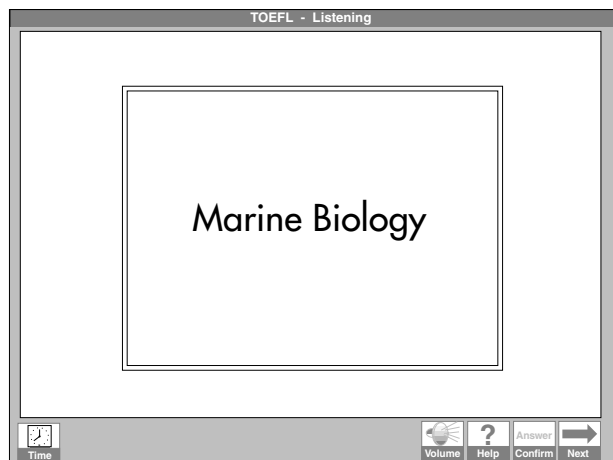 TOEFL - Listening
Marine Biology
Time
Volume
?
Help
Answer
Confirm
Next